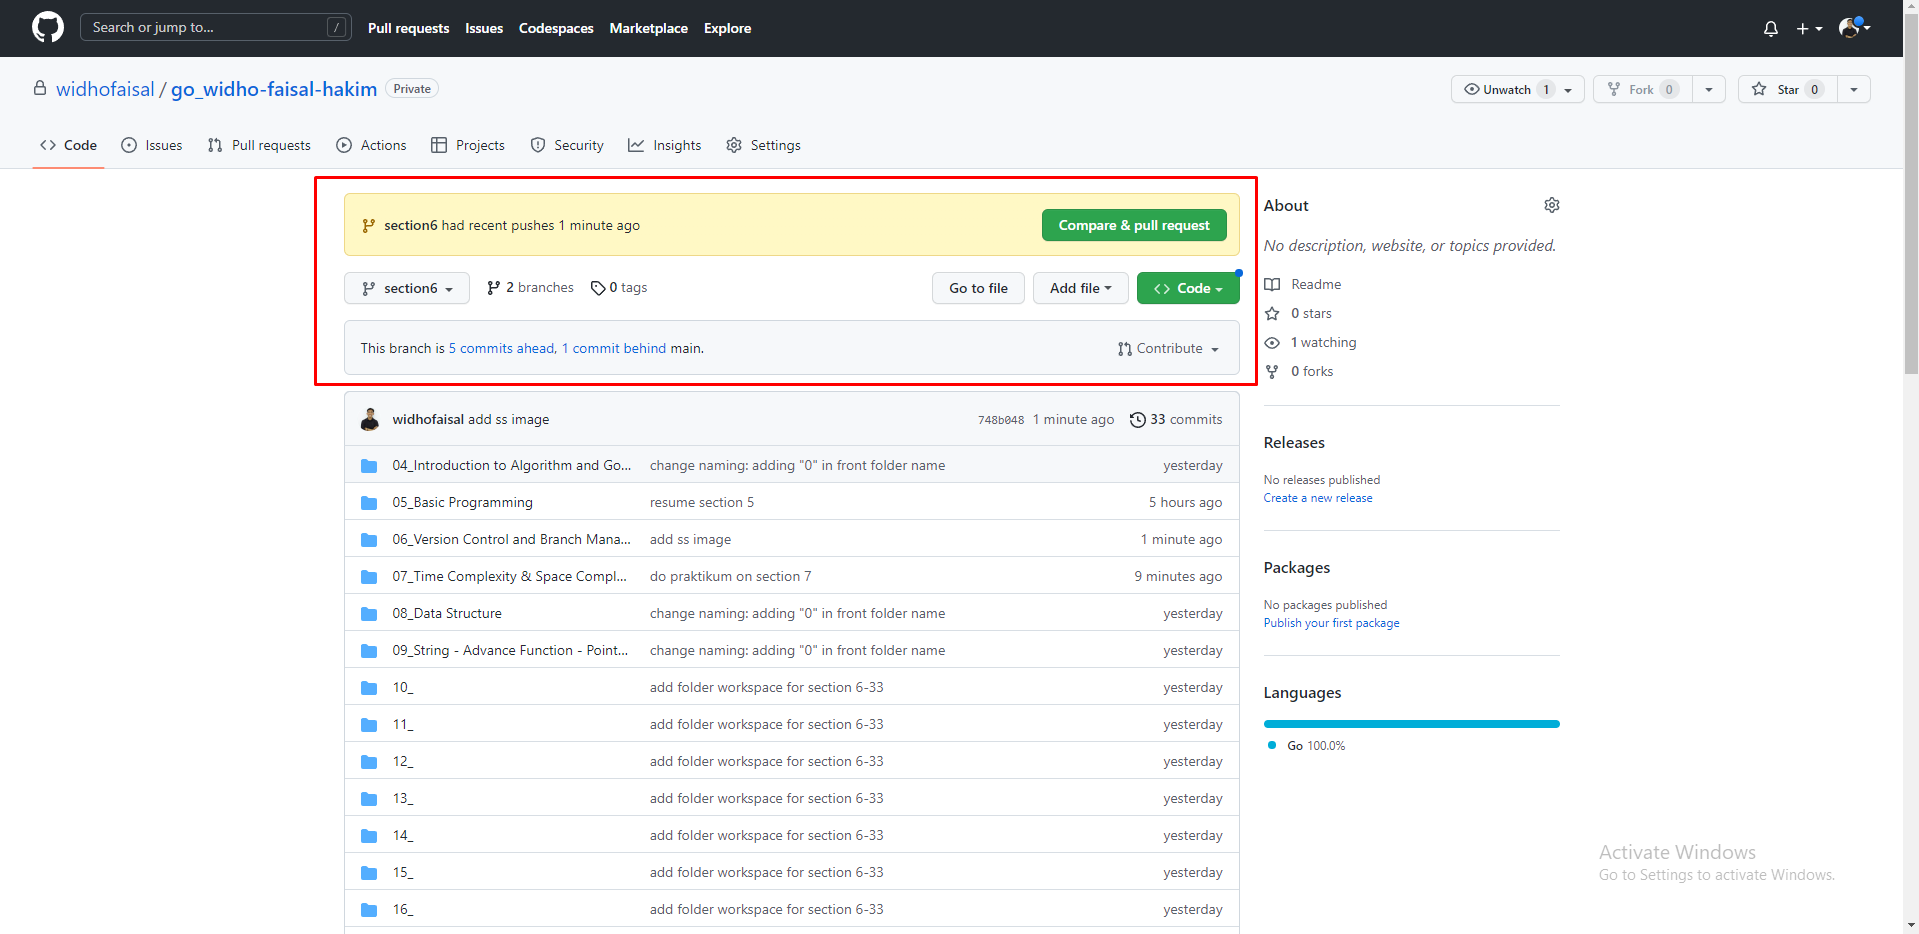 Search or jump to... /
Pull requests Issues Codespaces Marketplace Explore
widhofaisal / go_widho-faisal-hakim Private
Unwatch 1 Fork 0 Star 0
Code Issues Pull requests Actions Projects Security Insights Settings
section6 had recent pushes 1 minute ago Compare & pull request
section6 2 branches 0 tags Go to file Add file Code
This branch is 5 commits ahead, 1 commit behind main. Contribute
widhofaisal add ss image 748b048 1 minute ago 33 commits
04_Introduction to Algorithm and Go... change naming: adding "0" in front folder name yesterday
05_Basic Programming resume section 5 5 hours ago
06_Version Control and Branch Mana... add ss image 1 minute ago
07_Time Complexity & Space Compl... do praktikum on section 7 9 minutes ago
08_Data Structure change naming: adding "0" in front folder name yesterday
09_String - Advance Function - Point... change naming: adding "0" in front folder name yesterday
10_ add folder workspace for section 6-33 yesterday
11_ add folder workspace for section 6-33 yesterday
12_ add folder workspace for section 6-33 yesterday
13_ add folder workspace for section 6-33 yesterday
14_ add folder workspace for section 6-33 yesterday
15_ add folder workspace for section 6-33 yesterday
16_ add folder workspace for section 6-33 yesterday
About
No description, website, or topics provided.
Readme
0 stars
1 watching
0 forks
Releases
No releases published
Create a new release
Packages
No packages published
Publish your first package
Languages
Go 100.0%
Activate Windows
Go to Settings to activate Windows.